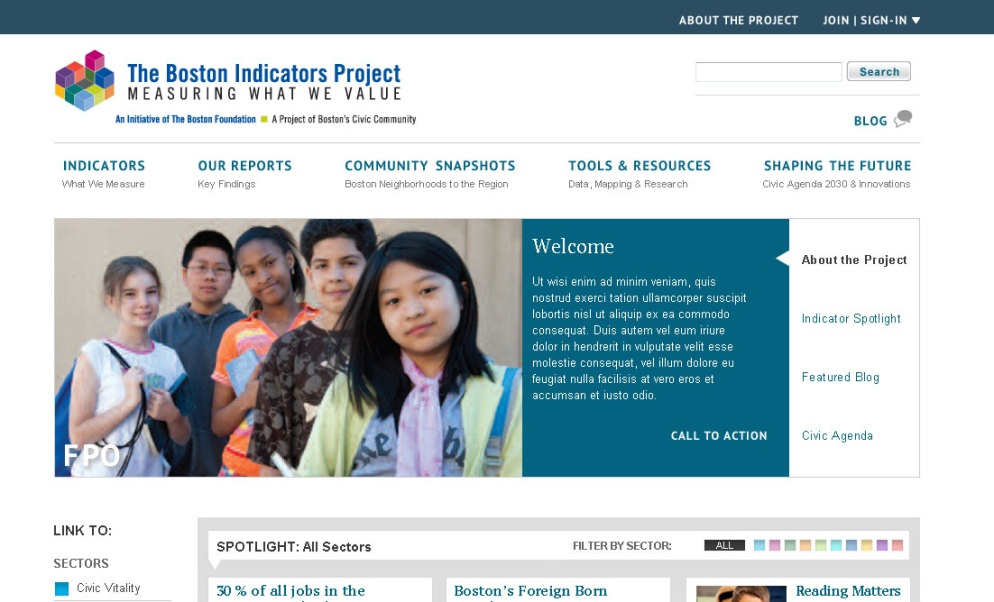 ABOUT THE PROJECT JOIN | SIGN-IN
The Boston Indicators Project
MEASURING WHAT WE VALUE
Search
An Initiative of The Boston Foundation A Project of Boston's Civic Community
BLOG
INDICATORS OUR REPORTS COMMUNITY SNAPSHOTS TOOLS & RESOURCES SHAPING THE FUTURE
What We Measure Key Findings Boston Neighborhoods to the Region Data, Mapping & Research Civic Agenda 2030 & Innovations
Welcome
Ut wisi enim ad minim veniam, quis
nostrud exerci tation ullamcorper suscipit
lobortis nisl ut aliquip ex ea commodo
consequat. Duis autem vel eum iriure
dolor in hendrerit in vulputate velit esse
molestie consequat, vel illum dolore eu
feugiat nulla facilisis at vero eros et
accumsan et iusto odio.
CALL TO ACTION
About the Project
Indicator Spotlight
Featured Blog
Civic Agenda
FPO
LINK TO:
SECTORS
Civic Vitality
SPOTLIGHT: All Sectors FILTER BY SECTOR: ALL
30 % of all jobs in the
Boston's Foreign Born
Reading Matters